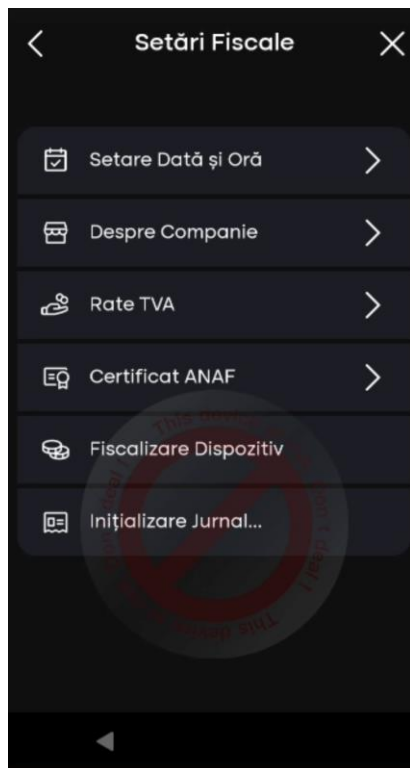 Setări Fiscale
Setare Dată și Oră
Despre Companie
Rate TVA
Certificat ANAF
Fiscalizare Dispozitiv
Inițializare Jurnal...